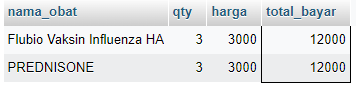 nama_obat qty harga total_bayar
Flubio Vaksin Influenza HA 3 3000 12000
PREDNISONE 3 3000 12000